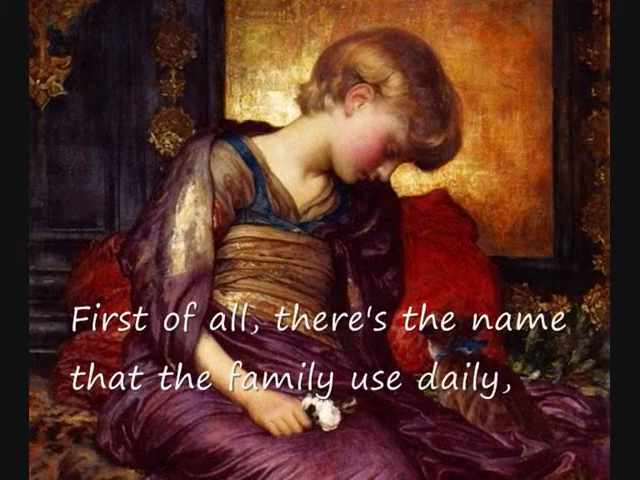 First of all, there's the name
that the family use daily,